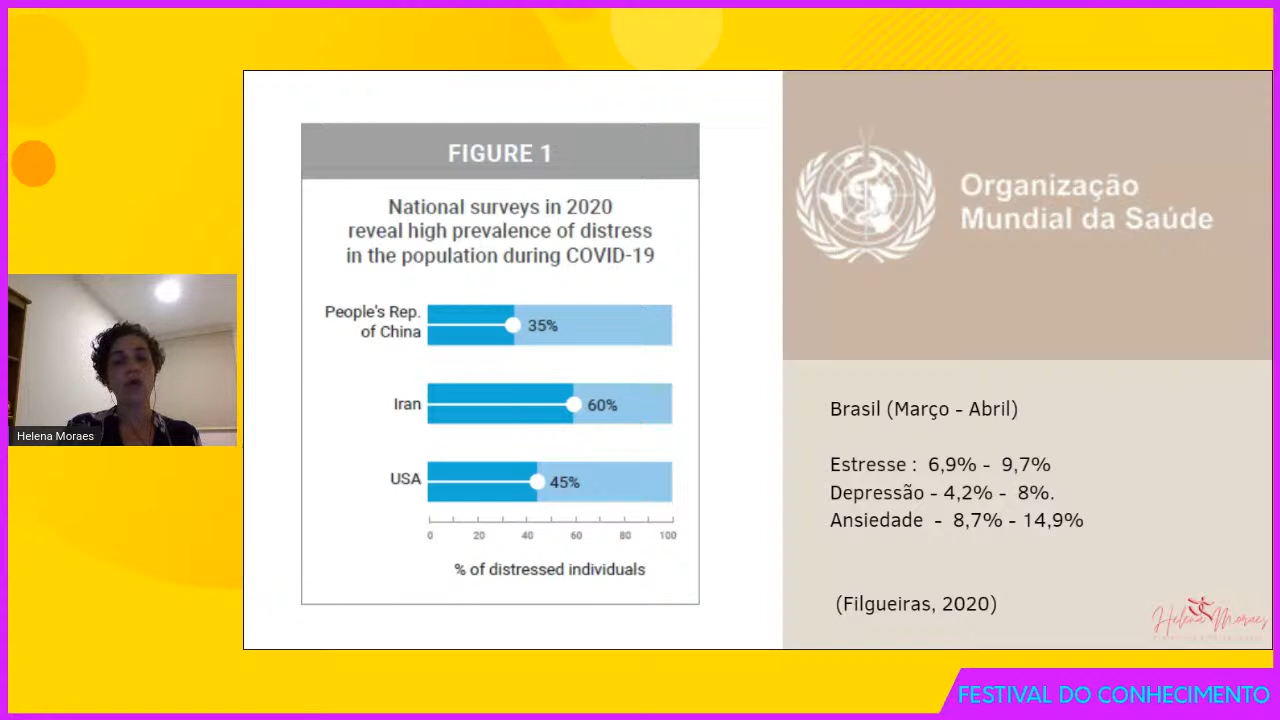 FIGURE 1
National surveys in 2020
reveal high prevalence of distress
in the population during COVID-19
People's Rep.
of China
35%
Iran
60%
USA
45%
0 20 40 60 80 100
% of distressed individuals
Organização
Mundial da Saúde
Brasil (Março - Abril)
Estresse : 6,9% - 9,7%
Depressão - 4,2% - 8%.
Ansiedade - 8,7% - 14,9%
(Filgueiras, 2020)
Helena Moraes
Helena Moraes
FESTIVAL DO CONHECIMENTO